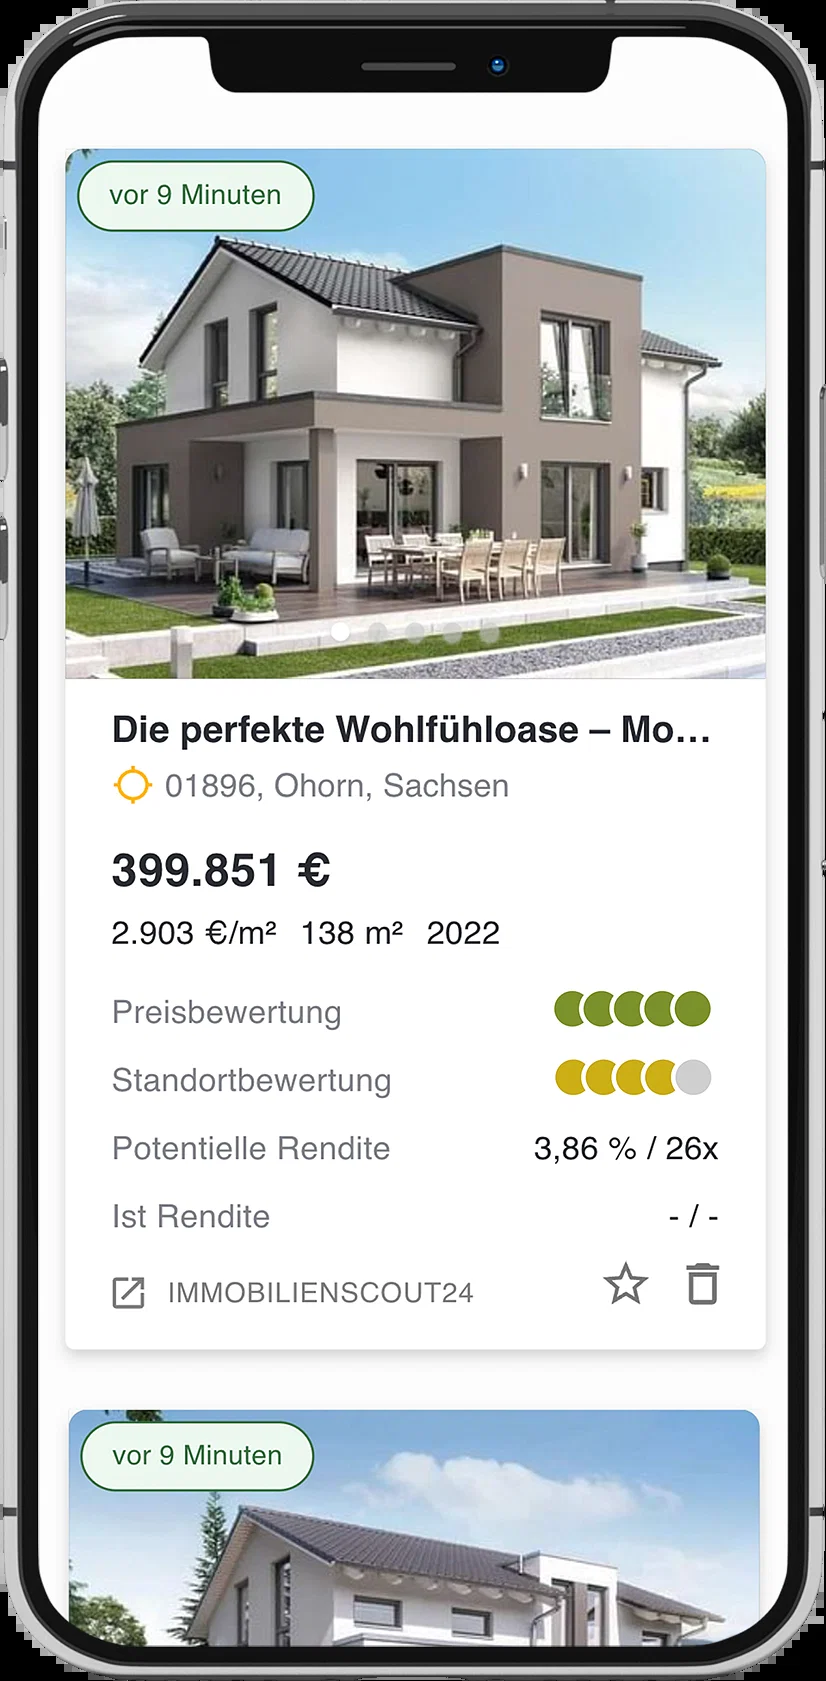 vor 9 Minuten
Die perfekte Wohlfühloase – Mo...
01896, Ohorn, Sachsen
399.851 €
2.903 €/m² 138 m² 2022
Preisbewertung
Standortbewertung
Potentielle Rendite 3,86 % / 26x
Ist Rendite - / -
IMMOBILIENSCOUT24
vor 9 Minuten